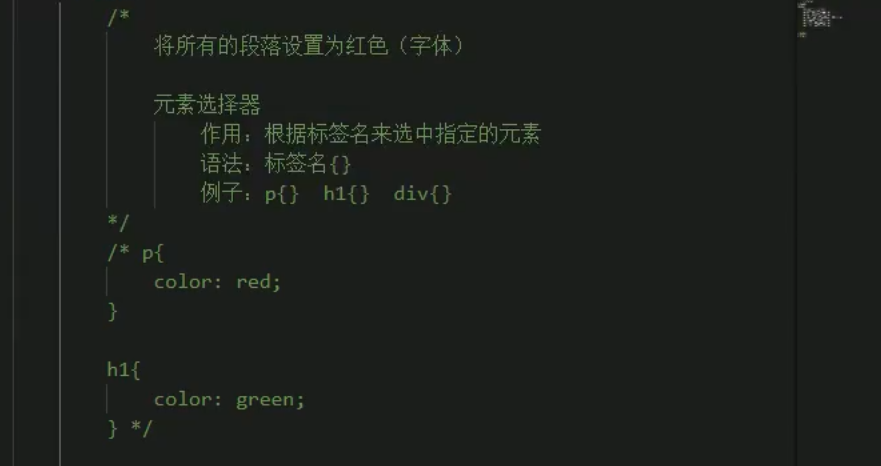 /*
将所有的段落设置为红色（字体）
元素选择器
作用：根据标签名来选中指定的元素
语法：标签名{}
例子：p{} h1{} div{}
*/
/* p{
color: red;
}
h1{
color: green;
} */